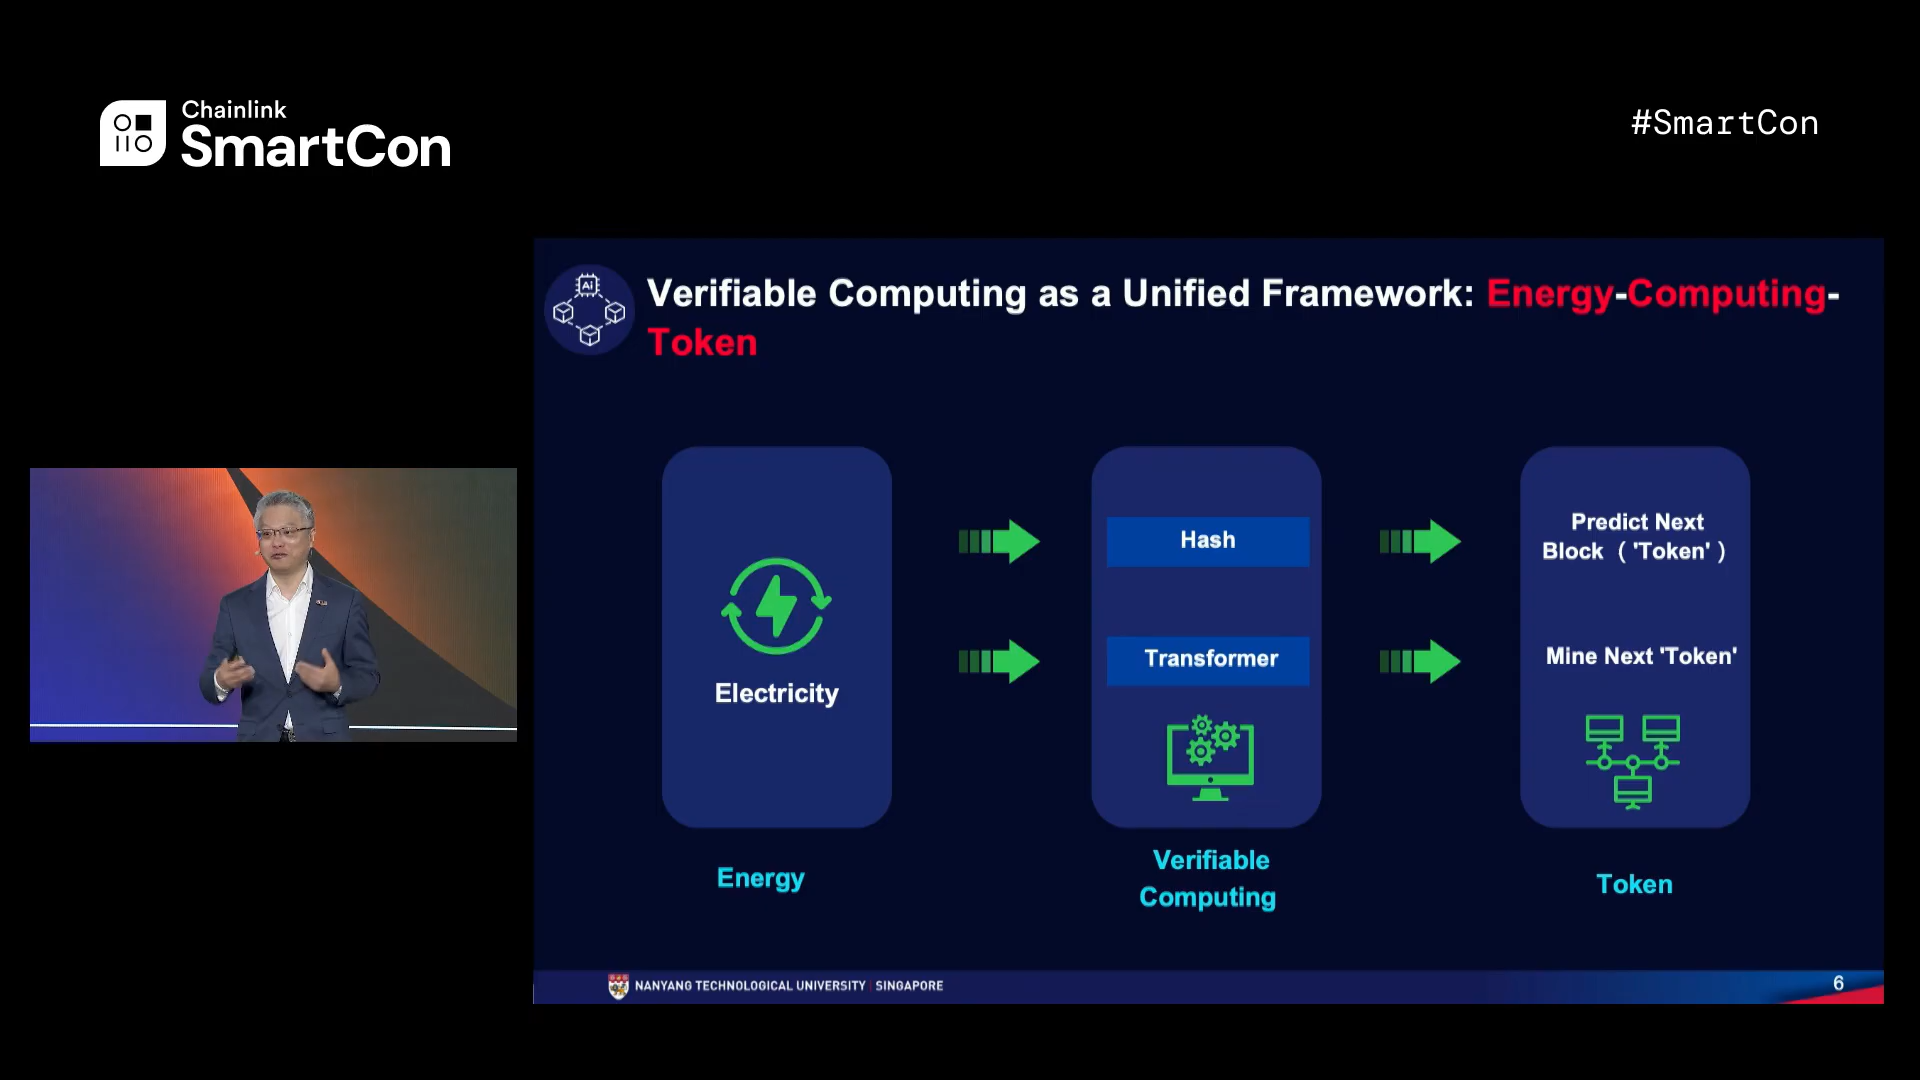 Chainlink
SmartCon
#SmartCon
Verifiable Computing as a Unified Framework: Energy-Computing-
Token
Ai
Electricity
Hash
Transformer
Predict Next
Block ( 'Token' )
Mine Next 'Token'
Energy
Verifiable
Computing
Token
NANYANG TECHNOLOGICAL UNIVERSITY | SINGAPORE
6